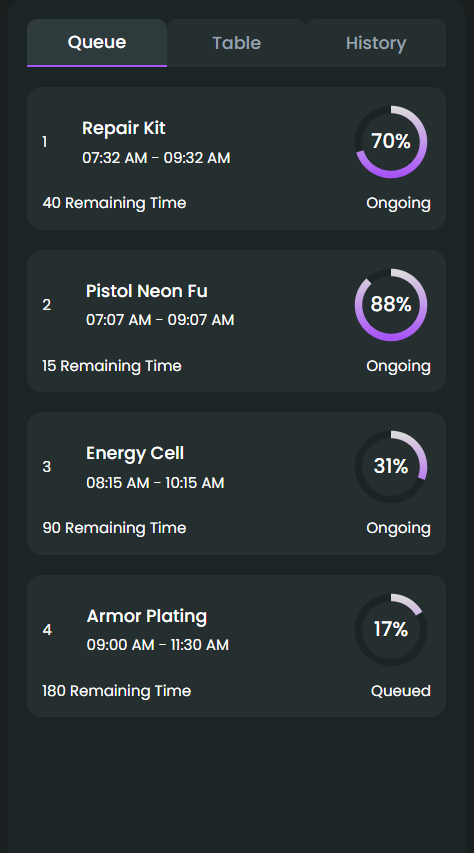 Queue Table History
1 Repair Kit 70%
07:32 AM - 09:32 AM
40 Remaining Time Ongoing
2 Pistol Neon Fu 88%
07:07 AM - 09:07 AM
15 Remaining Time Ongoing
3 Energy Cell 31%
08:15 AM - 10:15 AM
90 Remaining Time Ongoing
4 Armor Plating 17%
09:00 AM - 11:30 AM
180 Remaining Time Queued